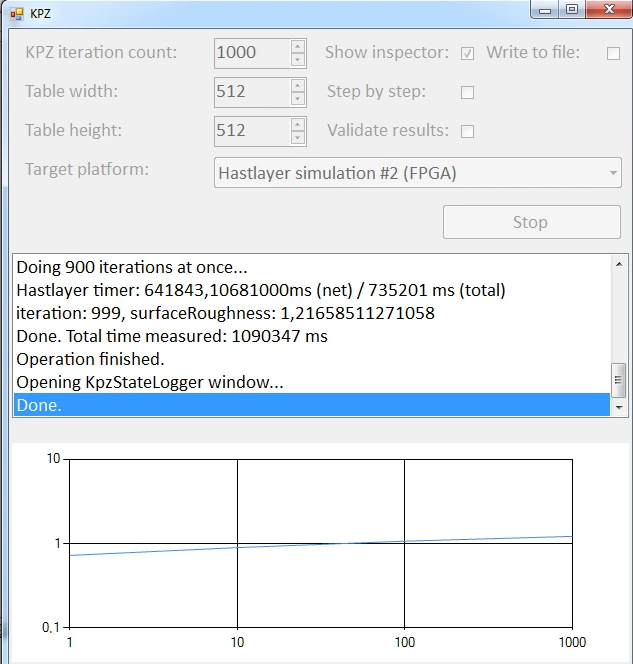 KPZ
KPZ iteration count: 1000 Show inspector: Write to file:
Table width: 512 Step by step:
Table height: 512 Validate results:
Target platform: Hastlayer simulation #2 (FPGA)
Stop
Doing 900 iterations at once...
Hastlayer timer: 641843,10681000ms (net) / 735201 ms (total)
iteration: 999, surfaceRoughness: 1,21658511271058
Done. Total time measured: 1090347 ms
Operation finished.
Opening KpzStateLogger window...
Done.
10
1
0,1
1 10 100 1000